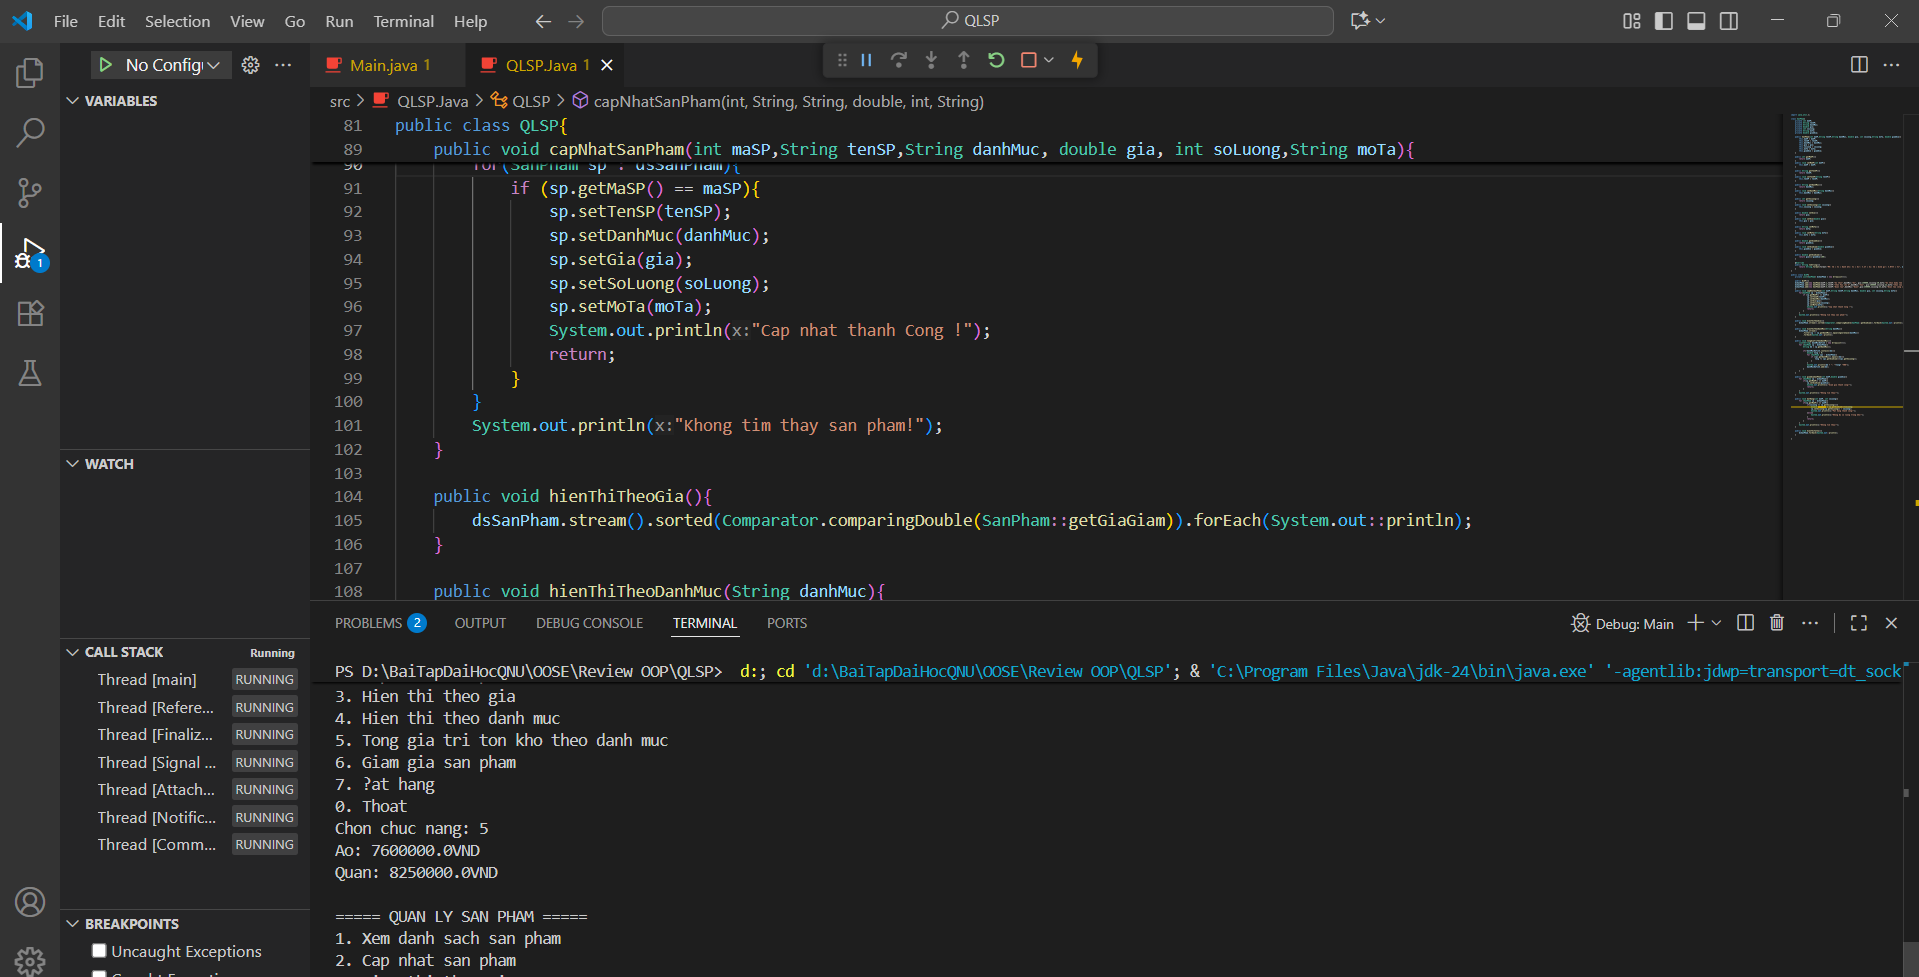 File Edit Selection View Go Run Terminal Help
QLSP
No Config
Main.java 1
QLSP.Java 1
VARIABLES
src > QLSP.Java > QLSP > capNhatSanPham(int, String, String, double, int, String)
81 public class QLSP{
89 public void capNhatSanPham(int maSP,String tenSP,String danhMuc, double gia, int soLuong,String moTa){
90 for(SanPham sp : dsSanPham){
91 if (sp.getMaSP() == maSP){
92 sp.setTenSP(tenSP);
93 sp.setDanhMuc(danhMuc);
94 sp.setGia(gia);
95 sp.setSoLuong(soLuong);
96 sp.setMoTa(moTa);
97 System.out.println(x:"Cap nhat thanh Cong !");
98 return;
99 }
100 }
101 System.out.println(x:"Khong tim thay san pham!");
102 }
103
104 public void hienThiTheoGia(){
105 dsSanPham.stream().sorted(Comparator.comparingDouble(SanPham::getGiaGiam)).forEach(System.out::println);
106 }
107
108 public void hienThiTheoDanhMuc(String danhMuc){
WATCH
CALL STACK Running
Thread [main] RUNNING
Thread [Refere... RUNNING
Thread [Finaliz... RUNNING
Thread [Signal ... RUNNING
Thread [Attach... RUNNING
Thread [Notific... RUNNING
Thread [Comm... RUNNING
BREAKPOINTS
Uncaught Exceptions
1
PROBLEMS 2 OUTPUT DEBUG CONSOLE TERMINAL PORTS
Debug: Main
PS D:\BaiTapDaiHocQNU\OOSE\Review OOP\QLSP> d:; cd 'd:\BaiTapDaiHocQNU\OOSE\Review OOP\QLSP'; & 'C:\Program Files\Java\jdk-24\bin\java.exe' '-agentlib:jdwp=transport=dt_sock
3. Hien thi theo gia
4. Hien thi theo danh muc
5. Tong gia tri ton kho theo danh muc
6. Giam gia san pham
7. ?at hang
0. Thoat
Chon chuc nang: 5
Ao: 7600000.0VND
Quan: 8250000.0VND
===== QUAN LY SAN PHAM =====
1. Xem danh sach san pham
2. Cap nhat san pham